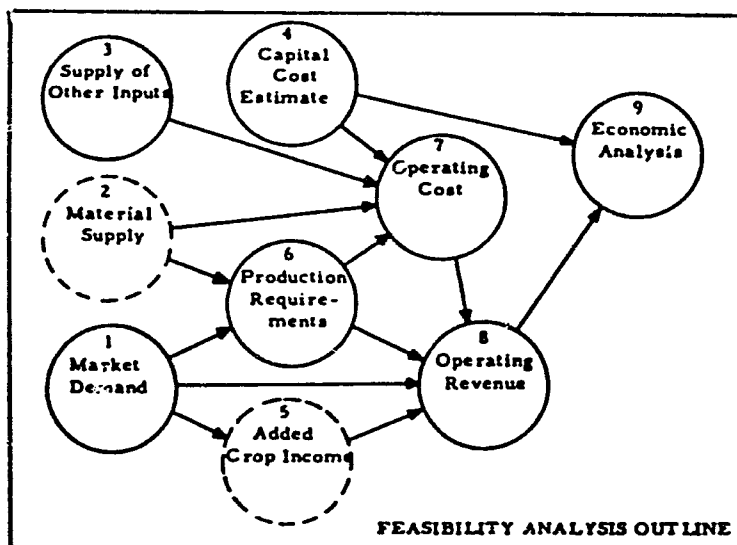 3
Supply of
Other Inputs
4
Capital
Cost
Estimate
9
Economic
Analysis
7
Operating
Cost
2
Material
Supply
6
Production
Require-
ments
1
Market
Demand
8
Operating
Revenue
5
Added
Crop Income
FEASIBILITY ANALYSIS OUTLINE